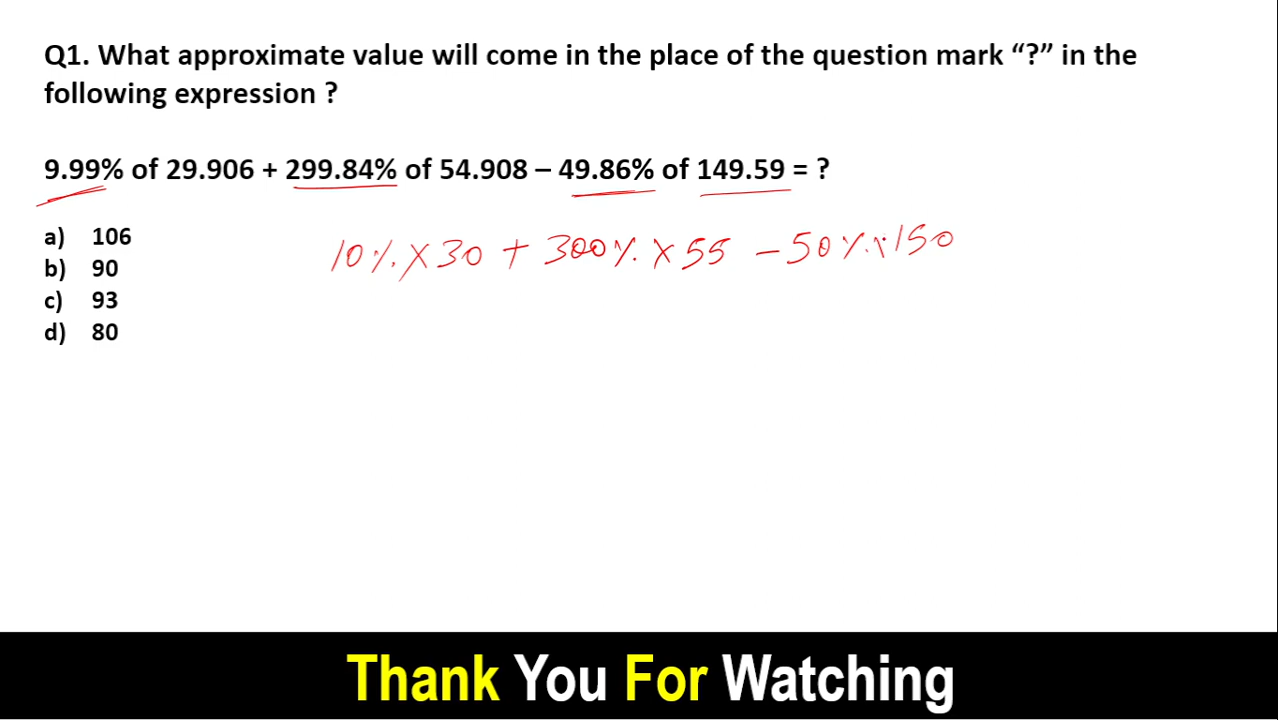 Q1. What approximate value will come in the place of the question mark “?” in the
following expression ?
9.99% of 29.906 + 299.84% of 54.908 – 49.86% of 149.59 = ?
a) 106
b) 90
c) 93
d) 80
10% × 30 + 300% × 55 - 50% × 150
Thank You For Watching